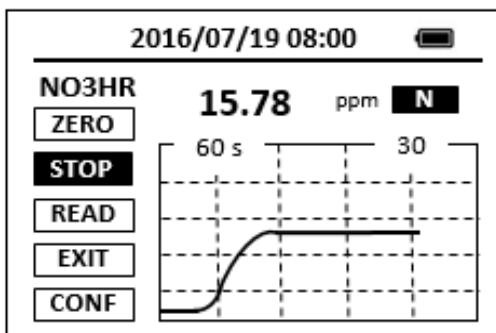 2016/07/19 08:00
NO3HR
15.78 ppm N
ZERO
60 s 30
STOP
READ
EXIT
CONF